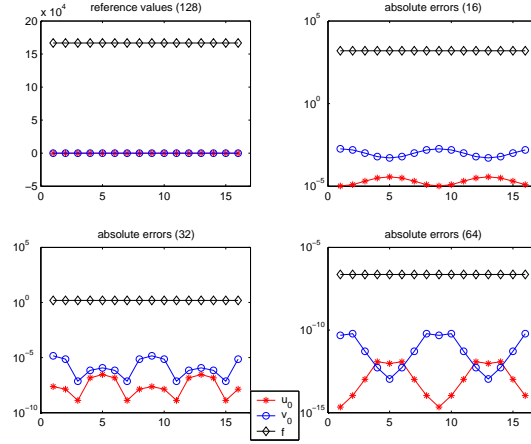 reference values (128)
absolute errors (16)
20 x 10^4
15
10
5
0
−5
0 5 10 15
10^5
10^0
10^−5
0 5 10 15
absolute errors (32)
absolute errors (64)
10^5
10^0
10^−5
10^−10
0 5 10 15
10^−5
10^−10
10^−15
0 5 10 15
u_0
v_0
f